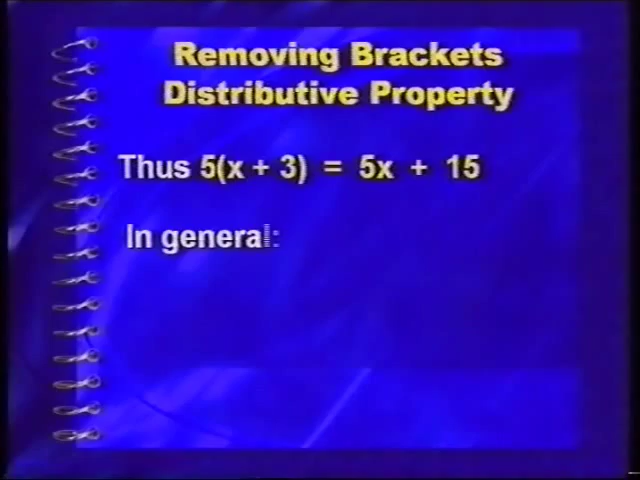 Removing Brackets
Distributive Property
Thus 5(x + 3) = 5x + 15
In general: